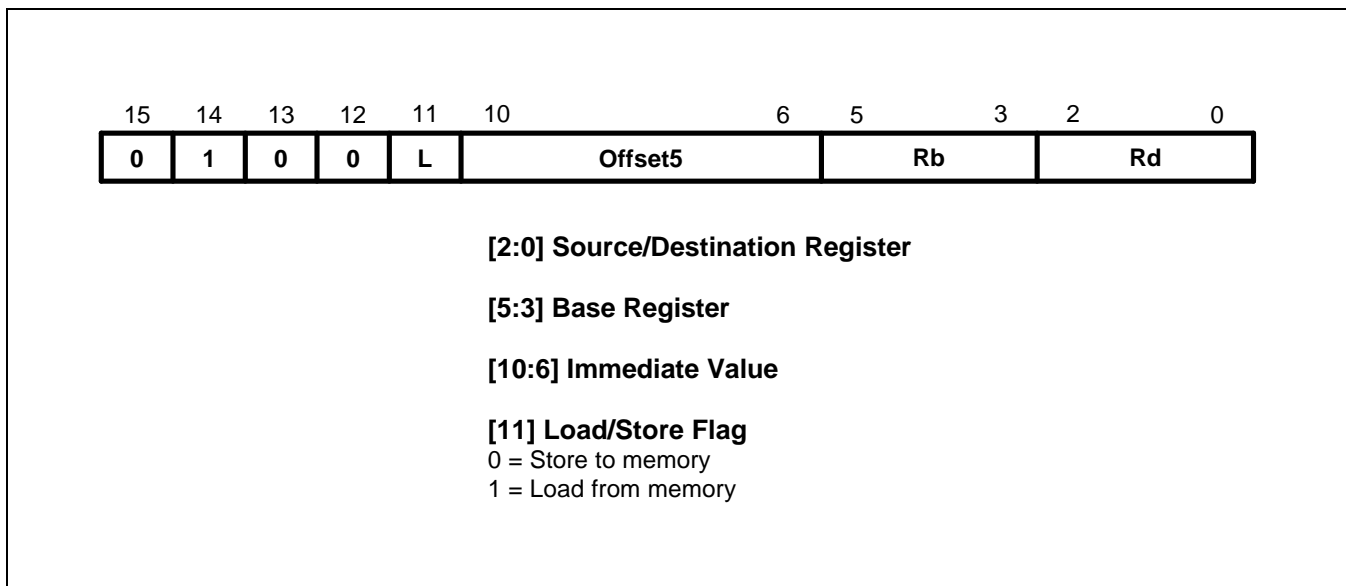 15 14 13 12 11 10 6 5 3 2 0
0 1 0 0 L Offset5 Rb Rd
[2:0] Source/Destination Register
[5:3] Base Register
[10:6] Immediate Value
[11] Load/Store Flag
0 = Store to memory
1 = Load from memory